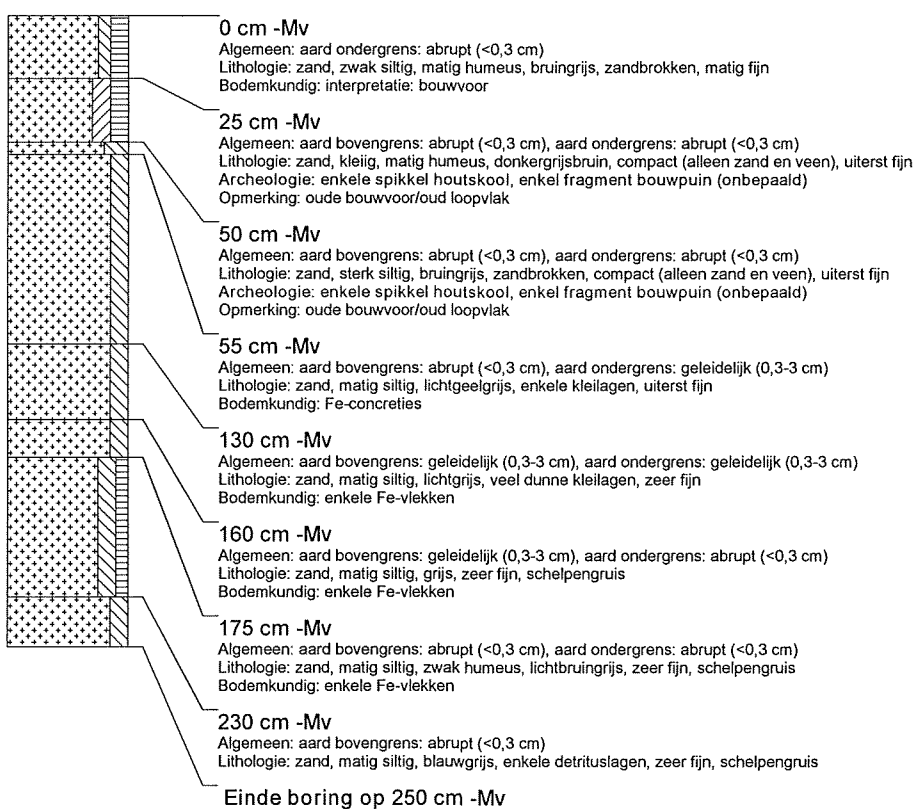 0 cm -Mv
Algemeen: aard ondergrens: abrupt (<0,3 cm)
Lithologie: zand, zwak siltig, matig humeus, bruingrijs, zandbrokken, matig fijn
Bodemkundig: interpretatie: bouwvoor
25 cm -Mv
Algemeen: aard bovengrens: abrupt (<0,3 cm), aard ondergrens: abrupt (<0,3 cm)
Lithologie: zand, kleiig, matig humeus, donkergrijsbruin, compact (alleen zand en veen), uiterst fijn
Archeologie: enkele spikkel houtskool, enkel fragment bouwpuin (onbepaald)
Opmerking: oude bouwvoor/oud loopvlak
50 cm -Mv
Algemeen: aard bovengrens: abrupt (<0,3 cm), aard ondergrens: abrupt (<0,3 cm)
Lithologie: zand, sterk siltig, bruingrijs, zandbrokken, compact (alleen zand en veen), uiterst fijn
Archeologie: enkele spikkel houtskool, enkel fragment bouwpuin (onbepaald)
Opmerking: oude bouwvoor/oud loopvlak
55 cm -Mv
Algemeen: aard bovengrens: abrupt (<0,3 cm), aard ondergrens: geleidelijk (0,3-3 cm)
Lithologie: zand, matig siltig, lichtgeelgrijs, enkele kleilagen, uiterst fijn
Bodemkundig: Fe-concreties
130 cm -Mv
Algemeen: aard bovengrens: geleidelijk (0,3-3 cm), aard ondergrens: geleidelijk (0,3-3 cm)
Lithologie: zand, matig siltig, lichtgrijs, veel dunne kleilagen, zeer fijn
Bodemkundig: enkele Fe-vlekken
160 cm -Mv
Algemeen: aard bovengrens: geleidelijk (0,3-3 cm), aard ondergrens: abrupt (<0,3 cm)
Lithologie: zand, matig siltig, grijs, zeer fijn, schelpengruis
Bodemkundig: enkele Fe-vlekken
175 cm -Mv
Algemeen: aard bovengrens: abrupt (<0,3 cm), aard ondergrens: abrupt (<0,3 cm)
Lithologie: zand, matig siltig, zwak humeus, lichtbruingrijs, zeer fijn, schelpengruis
Bodemkundig: enkele Fe-vlekken
230 cm -Mv
Algemeen: aard bovengrens: abrupt (<0,3 cm)
Lithologie: zand, matig siltig, blauwgrijs, enkele detrituslagen, zeer fijn, schelpengruis
Einde boring op 250 cm -Mv